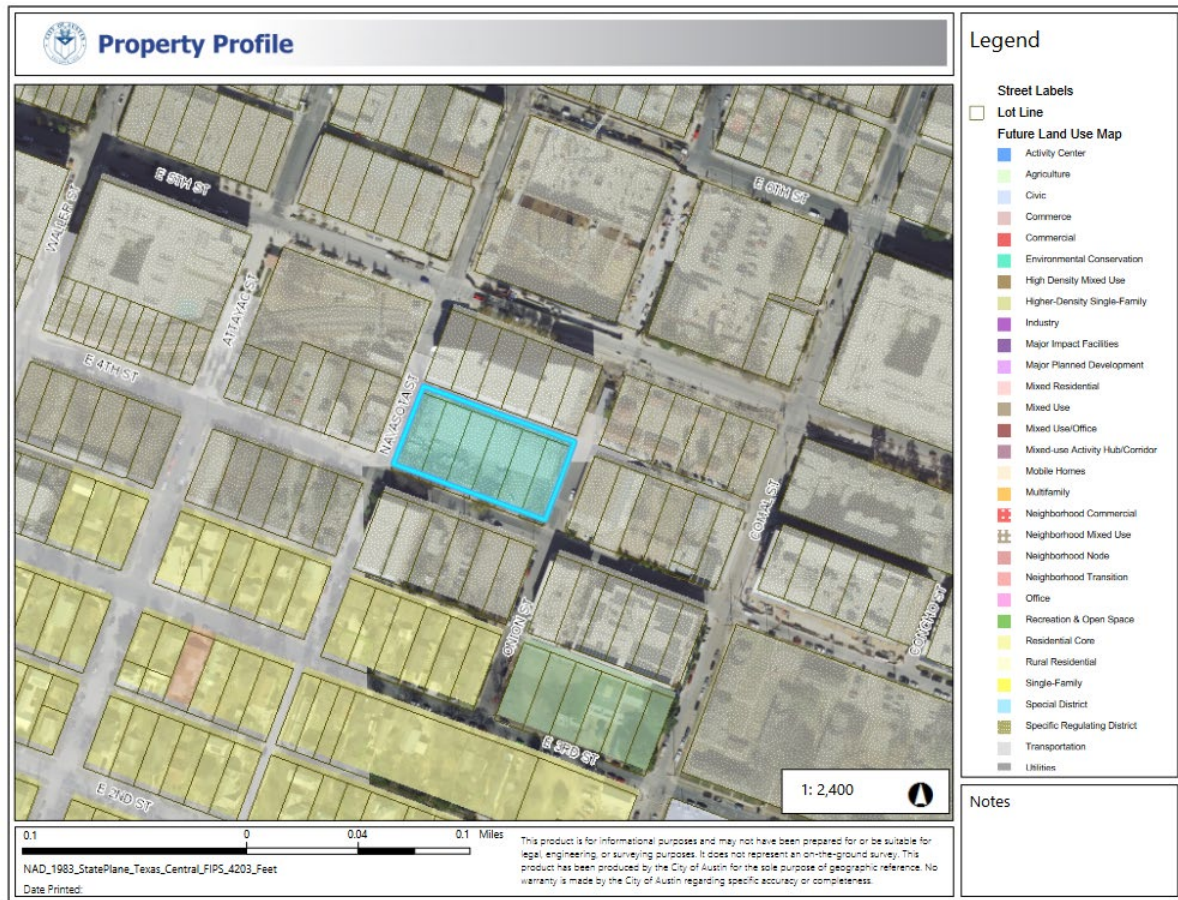 CITY OF AUSTIN
Property Profile
E 5TH ST
E 6TH ST
WALLER ST
ATTAYAC ST
E 4TH ST
NAVASOTA ST
COMAL ST
ONION ST
CONCHO ST
E 3RD ST
E 2ND ST
1: 2,400
Legend
Street Labels
Lot Line
Future Land Use Map
Activity Center
Agriculture
Civic
Commerce
Commercial
Environmental Conservation
High Density Mixed Use
Higher-Density Single-Family
Industry
Major Impact Facilities
Major Planned Development
Mixed Residential
Mixed Use
Mixed Use/Office
Mixed-use Activity Hub/Corridor
Mobile Homes
Multifamily
Neighborhood Commercial
Neighborhood Mixed Use
Neighborhood Node
Neighborhood Transition
Office
Recreation & Open Space
Residential Core
Rural Residential
Single-Family
Special District
Specific Regulating District
Transportation
Utilities
Notes
0.1 0 0.04 0.1 Miles
NAD_1983_StatePlane_Texas_Central_FIPS_4203_Feet
Date Printed:
This product is for informational purposes and may not have been prepared for or be suitable for
legal, engineering, or surveying purposes. It does not represent an on-the-ground survey. This
product has been produced by the City of Austin for the sole purpose of geographic reference. No
warranty is made by the City of Austin regarding specific accuracy or completeness.